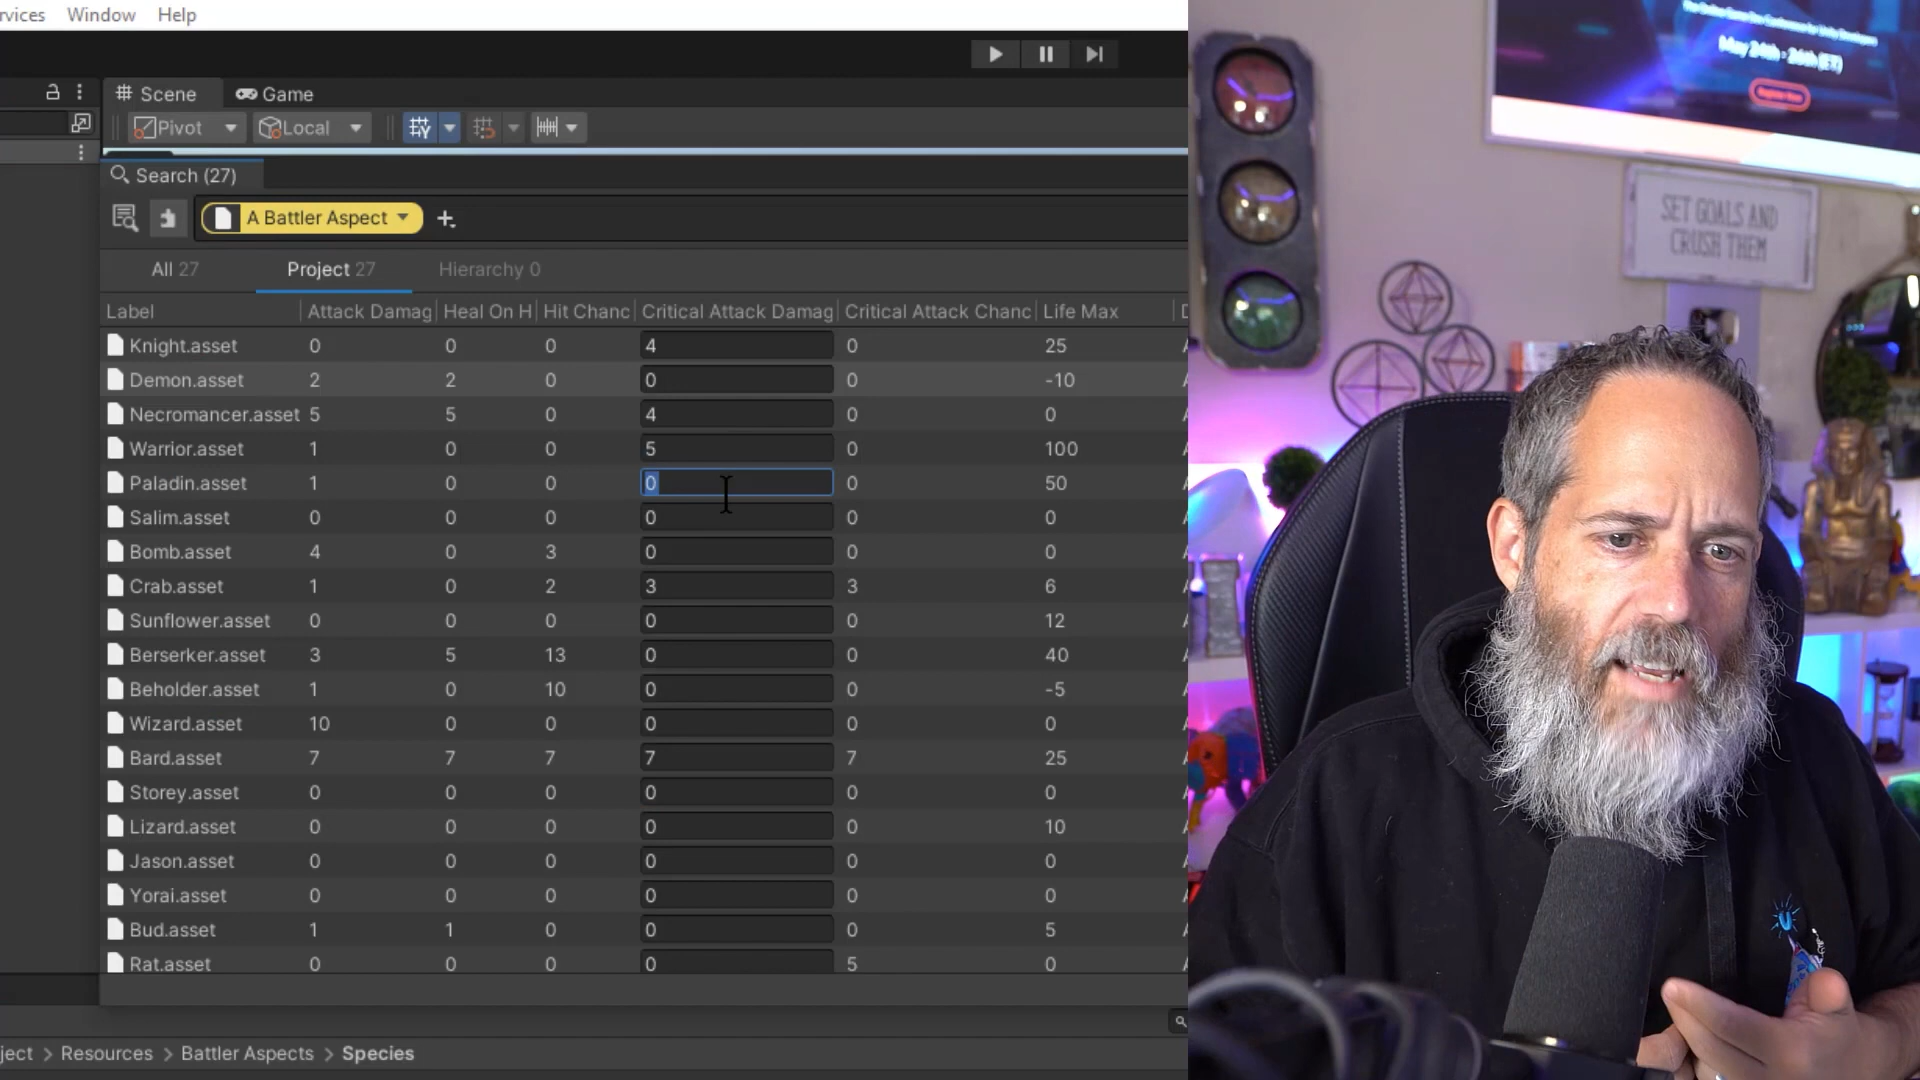 rvices Window Help
Scene Game
Pivot Local
Search (27)
A Battler Aspect
All 27 Project 27 Hierarchy 0
Label Attack Damag Heal On H Hit Chanc Critical Attack Damag Critical Attack Chanc Life Max
Knight.asset 0 0 0 4 0 25
Demon.asset 2 2 0 0 0 -10
Necromancer.asset 5 5 0 4 0 0
Warrior.asset 1 0 0 5 0 100
Paladin.asset 1 0 0 0 0 50
Salim.asset 0 0 0 0 0 0
Bomb.asset 4 0 3 0 0 0
Crab.asset 1 0 2 3 3 6
Sunflower.asset 0 0 0 0 0 12
Berserker.asset 3 5 13 0 0 40
Beholder.asset 1 0 10 0 0 -5
Wizard.asset 10 0 0 0 0 0
Bard.asset 7 7 7 7 7 25
Storey.asset 0 0 0 0 0 0
Lizard.asset 0 0 0 0 0 10
Jason.asset 0 0 0 0 0 0
Yorai.asset 0 0 0 0 0 0
Bud.asset 1 1 0 0 0 5
Rat.asset 0 0 0 0 5 0
ject > Resources > Battler Aspects > Species
May 24th - 26th (ET)
SET GOALS AND
CRUSH THEM